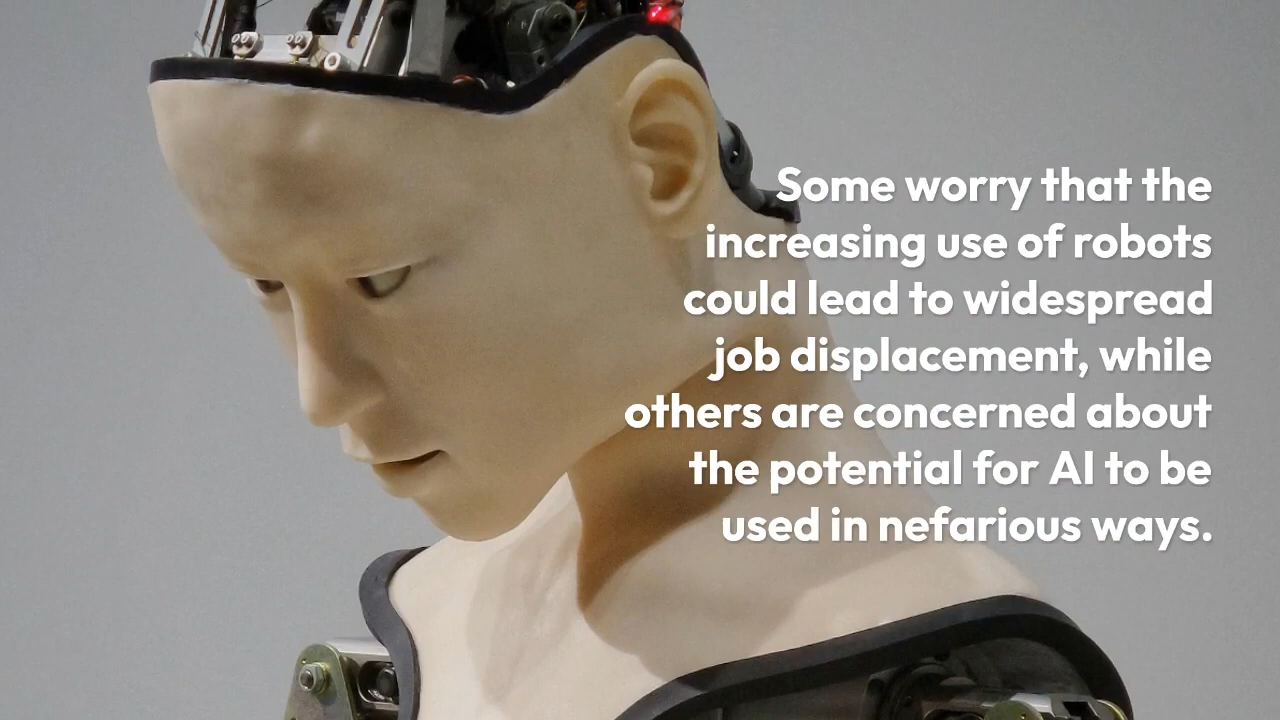 Some worry that the
increasing use of robots
could lead to widespread
job displacement, while
others are concerned about
the potential for AI to be
used in nefarious ways.